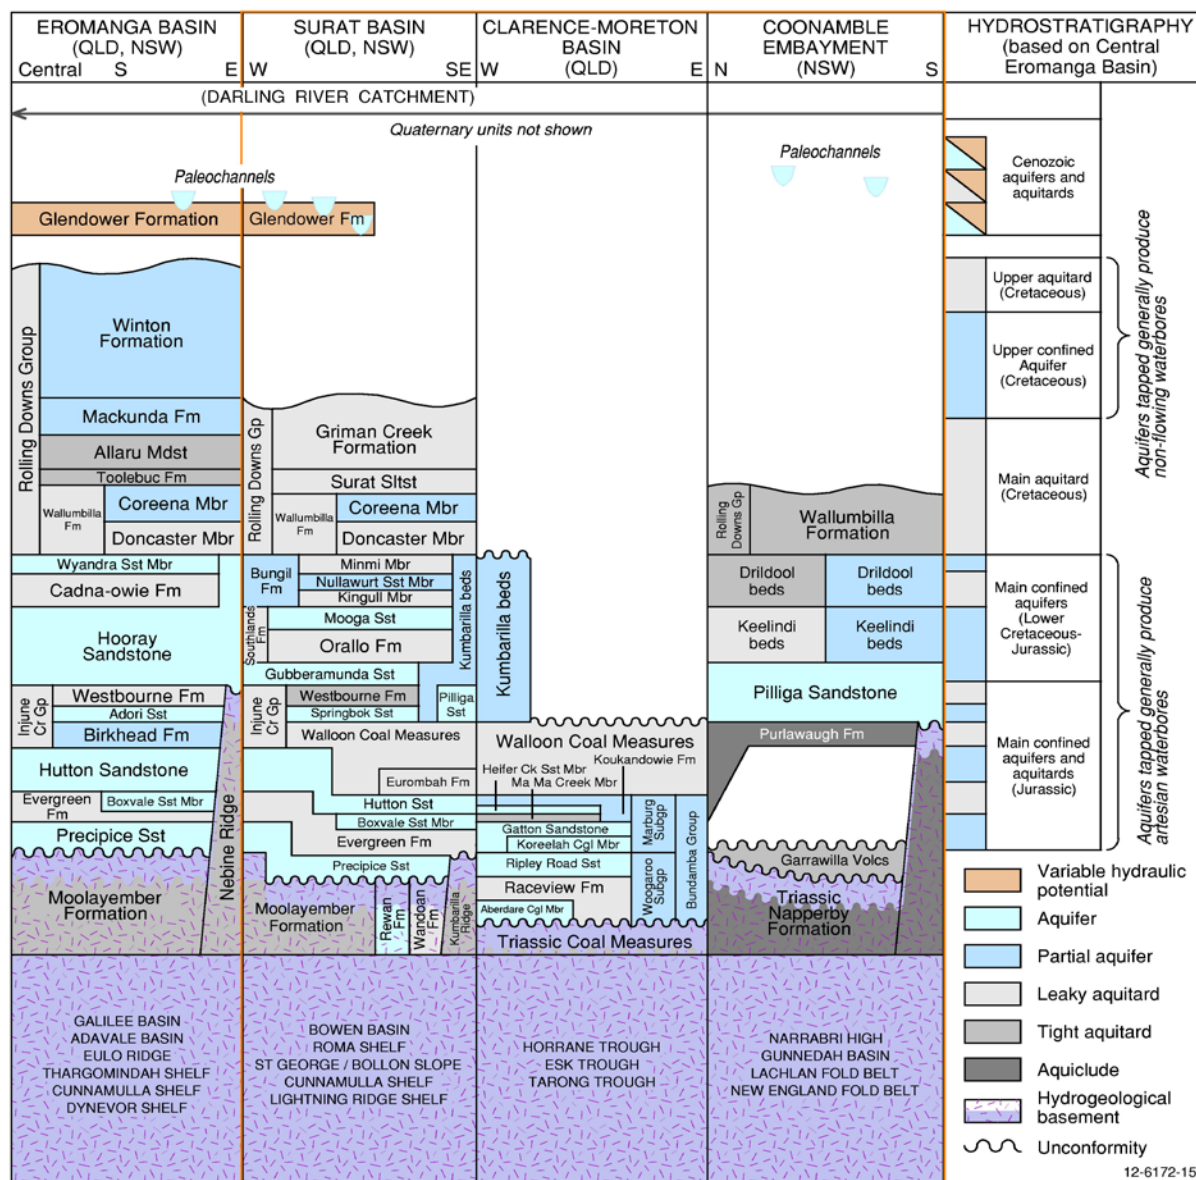 EROMANGA BASIN
(QLD, NSW)
Central S E
SURAT BASIN
(QLD, NSW)
W SE
CLARENCE-MORETON
BASIN
(QLD)
W E
COONAMBLE
EMBAYMENT
(NSW)
N S
HYDROSTRATIGRAPHY
(based on Central
Eromanga Basin)
(DARLING RIVER CATCHMENT)
Quaternary units not shown
Paleochannels
Glendower Formation
Glendower Fm
Rolling Downs Group
Winton
Formation
Mackunda Fm
Allaru Mdst
Toolebuc Fm
Wallumbilla
Fm
Coreena Mbr
Doncaster Mbr
Wyandra Sst Mbr
Cadna-owie Fm
Hooray
Sandstone
Injune
Cr Gp
Westbourne Fm
Adori Sst
Birkhead Fm
Hutton Sandstone
Evergreen
Fm
Boxvale Sst Mbr
Precipice Sst
Nebine Ridge
Moolayember
Formation
GALILEE BASIN
ADAVALE BASIN
EULO RIDGE
THARGOMINDAH SHELF
CUNNAMULLA SHELF
DYNEVOR SHELF
Rolling Downs Gp
Griman Creek
Formation
Surat Sltst
Wallumbilla
Fm
Coreena Mbr
Doncaster Mbr
Bungil
Fm
Minmi Mbr
Nullawurt Sst Mbr
Kingull Mbr
Southlands
Fm
Mooga Sst
Orallo Fm
Kumbarilla beds
Gubberamunda Sst
Injune
Cr Gp
Westbourne Fm
Springbok Sst
Pilliga
Sst
Walloon Coal Measures
Eurombah Fm
Hutton Sst
Boxvale Sst Mbr
Evergreen Fm
Precipice Sst
Moolayember
Formation
Rewan
Fm
Wandoan
Fm
Kumbarilla
Ridge
BOWEN BASIN
ROMA SHELF
ST GEORGE / BOLLON SLOPE
CUNNAMULLA SHELF
LIGHTNING RIDGE SHELF
Kumbarilla beds
Walloon Coal Measures
Koukandowie Fm
Heifer Ck Sst Mbr
Ma Ma Creek Mbr
Gatton Sandstone
Koreelah Cgl Mbr
Marburg
Subgp
Ripley Road Sst
Raceview Fm
Aberdare Cgl Mbr
Woogaroo
Subgp
Bundamba Group
Triassic Coal Measures
HORRANE TROUGH
ESK TROUGH
TARONG TROUGH
Paleochannels
Rolling
Downs Gp
Wallumbilla
Formation
Drildool
beds
Drildool
beds
Keelindi
beds
Keelindi
beds
Pilliga Sandstone
Purlawaugh Fm
Garrawilla Volcs
Triassic
Napperby
Formation
NARRABRI HIGH
GUNNEDAH BASIN
LACHLAN FOLD BELT
NEW ENGLAND FOLD BELT
Cenozoic
aquifers and
aquitards
Upper aquitard
(Cretaceous)
Upper confined
Aquifer
(Cretaceous)
Main aquitard
(Cretaceous)
Main confined
aquifers
(Lower
Cretaceous-
Jurassic)
Main confined
aquifers and
aquitards
(Jurassic)
Aquifers tapped generally produce
non-flowing waterbores
Aquifers tapped generally produce
artesian waterbores
Variable hydraulic
potential
Aquifer
Partial aquifer
Leaky aquitard
Tight aquitard
Aquiclude
Hydrogeological
basement
Unconformity
12-6172-15